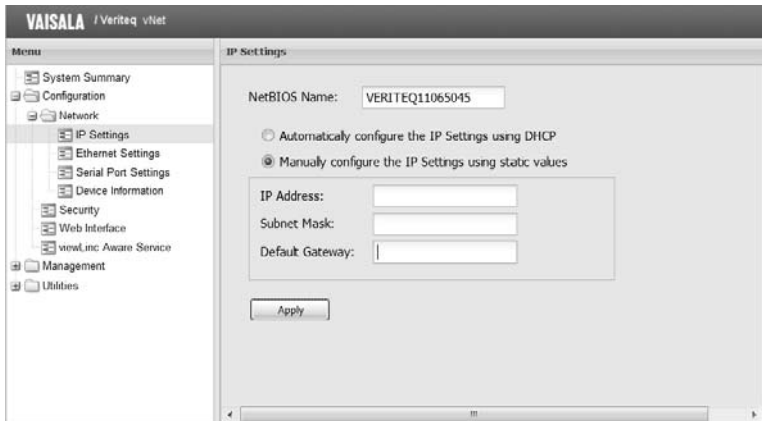 VAISALA / Veriteq vNet
Menu
System Summary
Configuration
Network
IP Settings
Ethernet Settings
Serial Port Settings
Device Information
Security
Web Interface
viewLinc Aware Service
Management
Utilities
IP Settings
NetBIOS Name: VERITEQ11065045
Automaticaly configure the IP Settings using DHCP
Manually configure the IP Settings using static values
IP Address:
Subnet Mask:
Default Gateway:
Apply